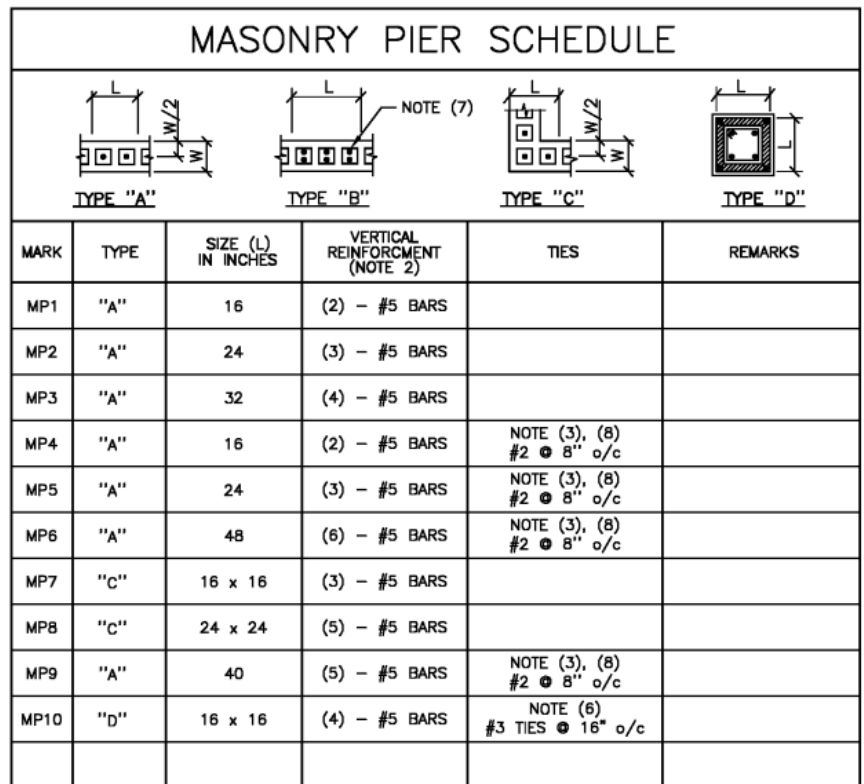 MASONRY PIER SCHEDULE
L L NOTE (7) L L
W/2 W W/2 W L
TYPE "A" TYPE "B" TYPE "C" TYPE "D"
MARK TYPE SIZE (L) IN INCHES VERTICAL REINFORCMENT (NOTE 2) TIES REMARKS
MP1 "A" 16 (2) – #5 BARS
MP2 "A" 24 (3) – #5 BARS
MP3 "A" 32 (4) – #5 BARS
MP4 "A" 16 (2) – #5 BARS NOTE (3), (8) #2 @ 8" o/c
MP5 "A" 24 (3) – #5 BARS NOTE (3), (8) #2 @ 8" o/c
MP6 "A" 48 (6) – #5 BARS NOTE (3), (8) #2 @ 8" o/c
MP7 "C" 16 x 16 (3) – #5 BARS
MP8 "C" 24 x 24 (5) – #5 BARS
MP9 "A" 40 (5) – #5 BARS NOTE (3), (8) #2 @ 8" o/c
MP10 "D" 16 x 16 (4) – #5 BARS NOTE (6) #3 TIES @ 16" o/c